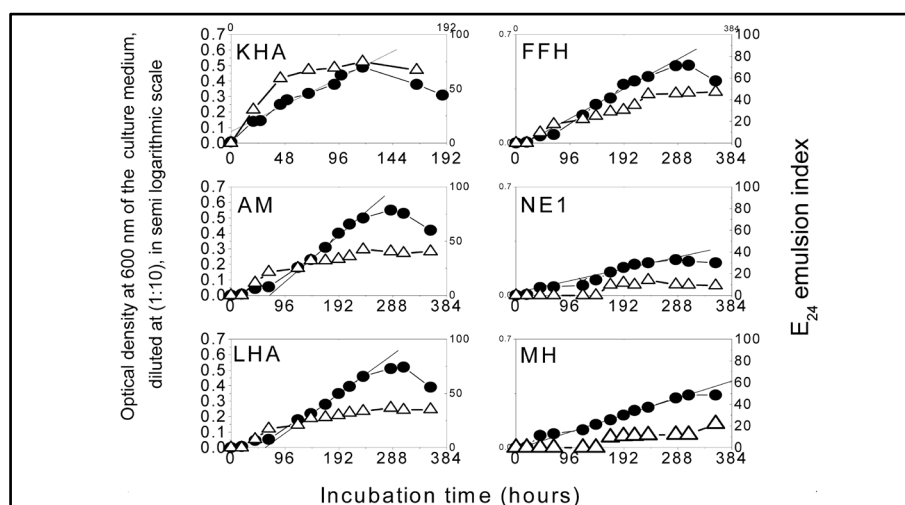 Optical density at 600 nm of the culture medium,
diluted at (1:10), in semi logarithmic scale
0 192
KHA
0.7 100
0.6
0.5
0.4 50
0.3
0.2
0.1
0.0 0
0 48 96 144 192
0 384
FFH
0.7 100
80
60
40
20
0.0 0
0 96 192 288 384
AM
0.7 100
0.6
0.5
0.4 50
0.3
0.2
0.1
0.0 0
0 96 192 288 384
NE1
0.7 100
80
60
40
20
0.0 0
0 96 192 288 384
LHA
0.7 100
0.6
0.5
0.4 50
0.3
0.2
0.1
0.0 0
0 96 192 288 384
MH
0.7 100
80
60
40
20
0.0 0
0 96 192 288 384
E24 emulsion index
Incubation time (hours)